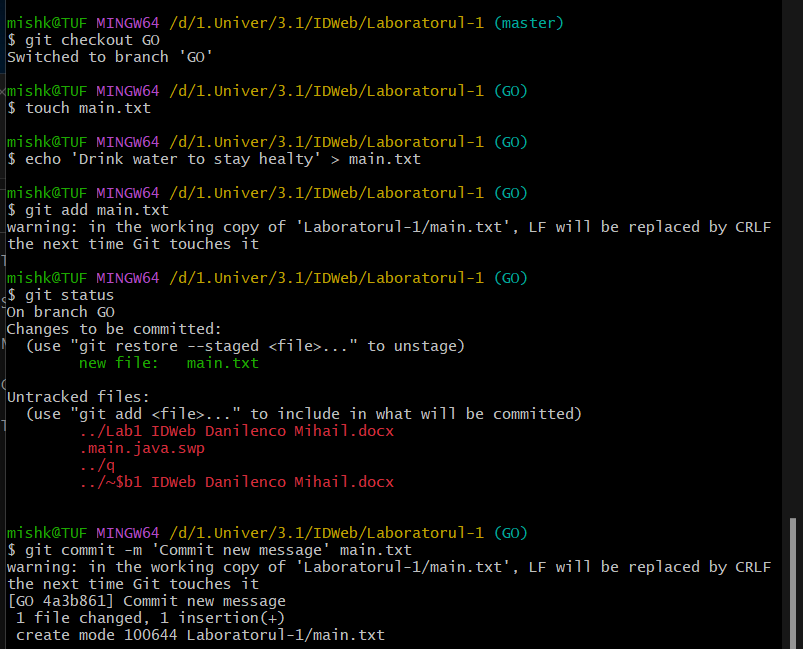 mishk@TUF MINGW64 /d/1.Univer/3.1/IDWeb/Laboratorul-1 (master)
$ git checkout GO
Switched to branch 'GO'
mishk@TUF MINGW64 /d/1.Univer/3.1/IDWeb/Laboratorul-1 (GO)
$ touch main.txt
mishk@TUF MINGW64 /d/1.Univer/3.1/IDWeb/Laboratorul-1 (GO)
$ echo 'Drink water to stay healty' > main.txt
mishk@TUF MINGW64 /d/1.Univer/3.1/IDWeb/Laboratorul-1 (GO)
$ git add main.txt
warning: in the working copy of 'Laboratorul-1/main.txt', LF will be replaced by CRLF
the next time Git touches it
mishk@TUF MINGW64 /d/1.Univer/3.1/IDWeb/Laboratorul-1 (GO)
$ git status
On branch GO
Changes to be committed:
  (use "git restore --staged <file>..." to unstage)
        new file:   main.txt
Untracked files:
  (use "git add <file>..." to include in what will be committed)
        ../Lab1 IDWeb Danilenco Mihail.docx
        .main.java.swp
        ../q
        ../~$b1 IDWeb Danilenco Mihail.docx
mishk@TUF MINGW64 /d/1.Univer/3.1/IDWeb/Laboratorul-1 (GO)
$ git commit -m 'Commit new message' main.txt
warning: in the working copy of 'Laboratorul-1/main.txt', LF will be replaced by CRLF
the next time Git touches it
[GO 4a3b861] Commit new message
 1 file changed, 1 insertion(+)
 create mode 100644 Laboratorul-1/main.txt